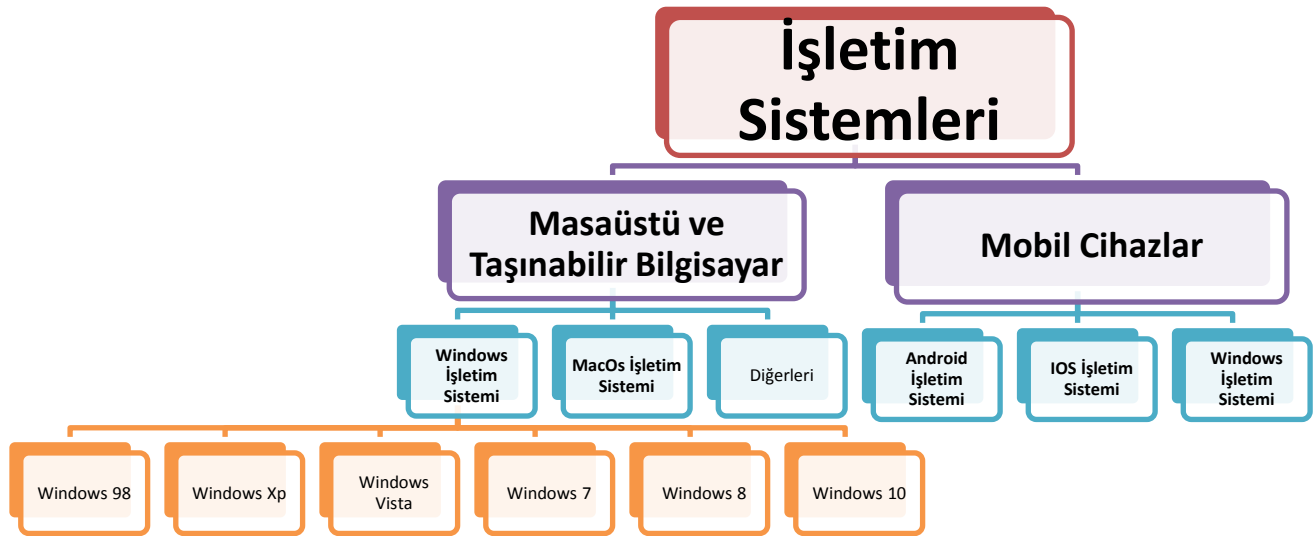 İşletim
Sistemleri
Masaüstü ve
Taşınabilir Bilgisayar
Mobil Cihazlar
Windows
İşletim
Sistemi
MacOs İşletim
Sistemi
Diğerleri
Android
İşletim
Sistemi
IOS İşletim
Sistemi
Windows
İşletim
Sistemi
Windows 98
Windows Xp
Windows
Vista
Windows 7
Windows 8
Windows 10